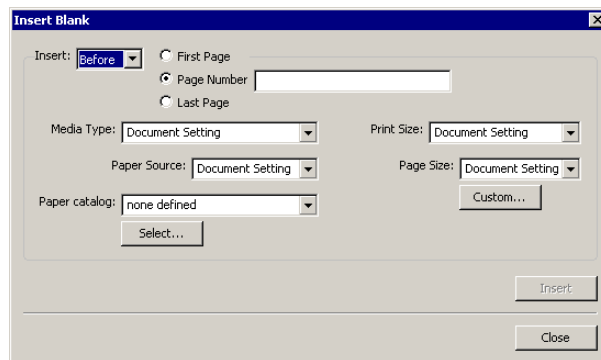 Insert Blank
Insert: Before
First Page
Page Number
Last Page
Media Type: Document Setting
Print Size: Document Setting
Paper Source: Document Setting
Page Size: Document Setting
Paper catalog: none defined
Custom...
Select...
Insert
Close